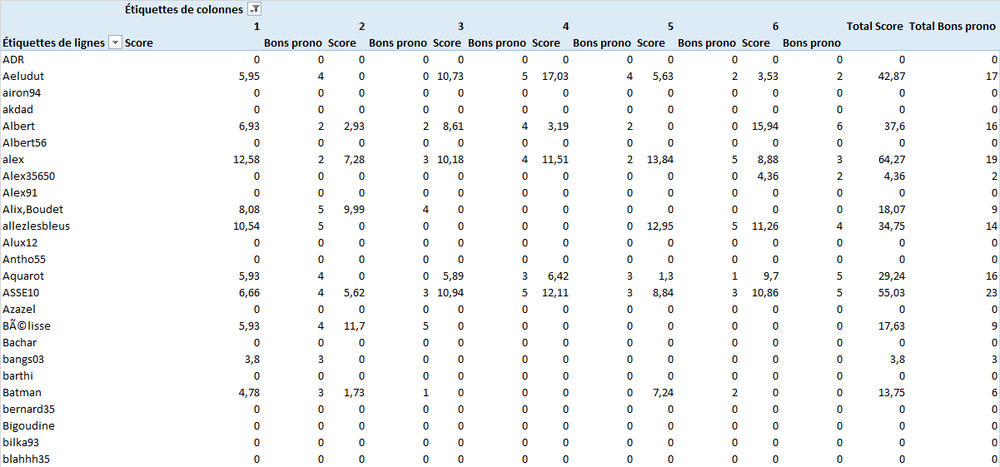 Étiquettes de colonnes
1 2 3 4 5 6 Total Score Total Bons prono
Étiquettes de lignes Score Bons prono Score Bons prono Score Bons prono Score Bons prono Score Bons prono Score Bons prono
ADR 0 0 0 0 0 0 0 0 0 0 0 0 0 0
Aeludut 5,95 4 0 0 10,73 5 17,03 4 5,63 2 3,53 2 42,87 17
airon94 0 0 0 0 0 0 0 0 0 0 0 0 0 0
akdad 0 0 0 0 0 0 0 0 0 0 0 0 0 0
Albert 6,93 2 2,93 2 8,61 4 3,19 2 0 0 15,94 6 37,6 16
Albert56 0 0 0 0 0 0 0 0 0 0 0 0 0 0
alex 12,58 2 7,28 3 10,18 4 11,51 2 13,84 5 8,88 3 64,27 19
Alex35650 0 0 0 0 0 0 0 0 0 0 4,36 2 4,36 2
Alex91 0 0 0 0 0 0 0 0 0 0 0 0 0 0
Alix,Boudet 8,08 5 9,99 4 0 0 0 0 0 0 0 0 18,07 9
allezlesbleus 10,54 5 0 0 0 0 0 0 12,95 5 11,26 4 34,75 14
Alux12 0 0 0 0 0 0 0 0 0 0 0 0 0 0
Antho55 0 0 0 0 0 0 0 0 0 0 0 0 0 0
Aquarot 5,93 4 0 0 5,89 3 6,42 3 1,3 1 9,7 5 29,24 16
ASSE10 6,66 4 5,62 3 10,94 5 12,11 3 8,84 3 10,86 5 55,03 23
Azazel 0 0 0 0 0 0 0 0 0 0 0 0 0 0
BÃ©lisse 5,93 4 11,7 5 0 0 0 0 0 0 0 0 17,63 9
Bachar 0 0 0 0 0 0 0 0 0 0 0 0 0 0
bangs03 3,8 3 0 0 0 0 0 0 0 0 0 0 3,8 3
barthi 0 0 0 0 0 0 0 0 0 0 0 0 0 0
Batman 4,78 3 1,73 1 0 0 0 0 7,24 2 0 0 13,75 6
bernard35 0 0 0 0 0 0 0 0 0 0 0 0 0 0
Bigoudine 0 0 0 0 0 0 0 0 0 0 0 0 0 0
bilka93 0 0 0 0 0 0 0 0 0 0 0 0 0 0
blahhh35 0 0 0 0 0 0 0 0 0 0 0 0 0 0